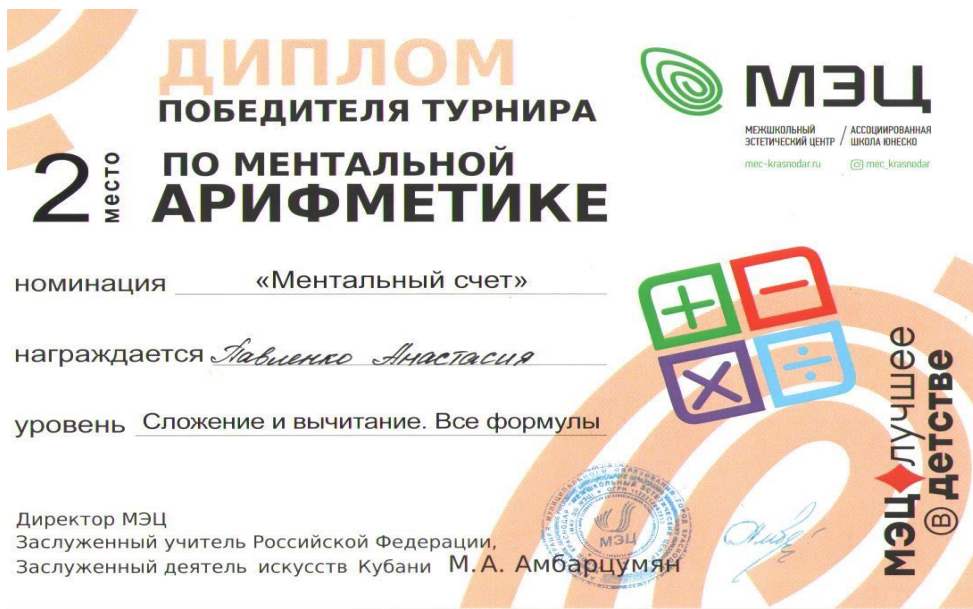 ДИПЛОМ
ПОБЕДИТЕЛЯ ТУРНИРА
2 место
ПО МЕНТАЛЬНОЙ
АРИФМЕТИКЕ
МЭЦ
МЕЖШКОЛЬНЫЙ / АССОЦИИРОВАННАЯ
ЭСТЕТИЧЕСКИЙ ЦЕНТР / ШКОЛА ЮНЕСКО
mec-krasnodar.ru mec_krasnodar
номинация «Ментальный счет»
награждается Павленко Анастасия
уровень Сложение и вычитание. Все формулы
МЭЦ лучшее
в детстве
Директор МЭЦ
Заслуженный учитель Российской Федерации,
Заслуженный деятель искусств Кубани М.А. Амбарцумян
МЭЦ